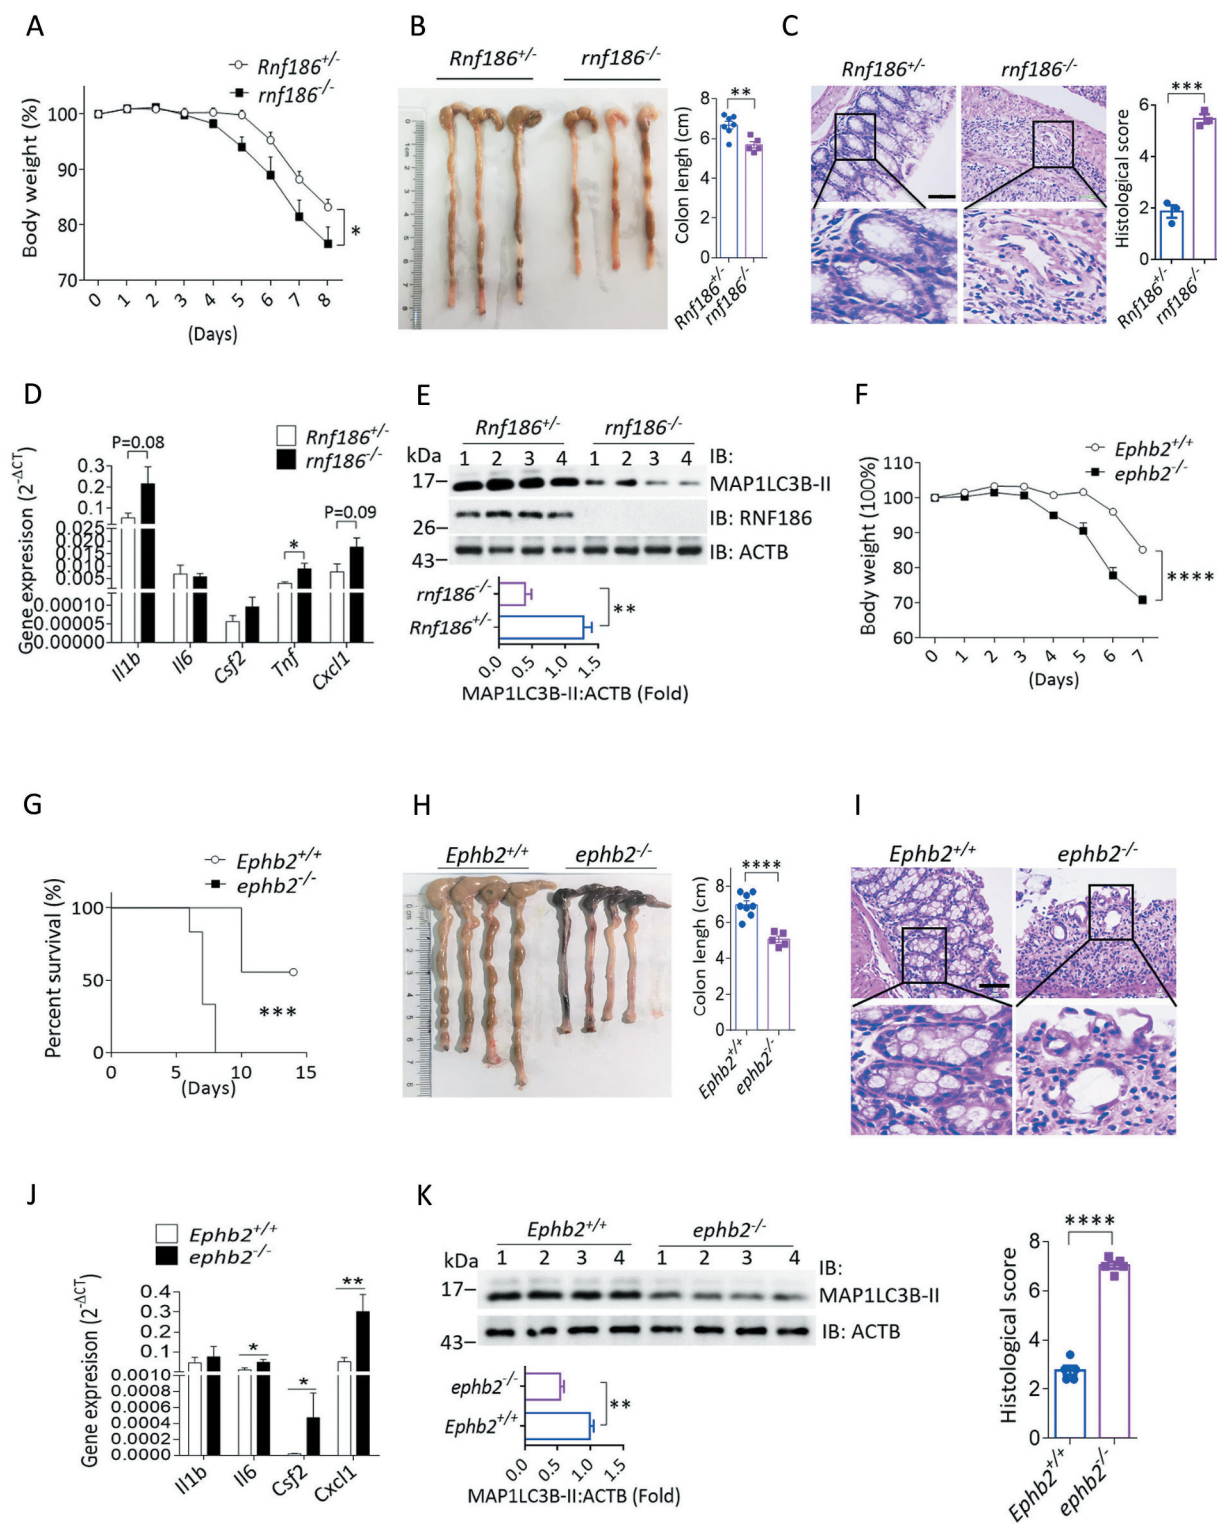 A
Rnf186+/-
rnf186-/-
Body weight (%)
100
90
80
70
0 1 2 3 4 5 6 7 8
(Days)
*
B
Rnf186+/- rnf186-/-
Colon lengh (cm)
8
6
4
2
0
**
Rnf186+/-
rnf186-/-
C
Rnf186+/- rnf186-/-
Histological score
6
4
2
0
***
Rnf186+/-
rnf186-/-
D
Rnf186+/-
rnf186-/-
Gene expresision (2-ΔCT)
P=0.08
*
P=0.09
0.3
0.2
0.1
0.025
0.015
0.005
0.00010
0.00005
0.00000
Il1b Il6 Csf2 Tnf Cxcl1
E
Rnf186+/- rnf186-/-
kDa 1 2 3 4 1 2 3 4 IB:
17 MAP1LC3B-II
26 IB: RNF186
43 IB: ACTB
rnf186-/-
Rnf186+/-
**
0.0 0.5 1.0 1.5
MAP1LC3B-II:ACTB (Fold)
F
Ephb2+/+
ephb2-/-
Body weight (100%)
110
100
90
80
70
60
0 1 2 3 4 5 6 7
(Days)
****
G
Ephb2+/+
ephb2-/-
Percent survival (%)
100
50
0
***
0 5 10 15
(Days)
H
Ephb2+/+ ephb2-/-
Colon lengh (cm)
8
6
4
2
0
****
Ephb2+/+
ephb2-/-
I
Ephb2+/+ ephb2-/-
J
Ephb2+/+
ephb2-/-
Gene expresision (2-ΔCT)
0.4
0.3
0.2
0.1
0.0010
0.0008
0.0006
0.0004
0.0002
0.0000
* * **
Il1b Il6 Csf2 Cxcl1
K
Ephb2+/+ ephb2-/-
kDa 1 2 3 4 1 2 3 4 IB:
17 MAP1LC3B-II
43 IB: ACTB
ephb2-/-
Ephb2+/+
**
0.0 0.5 1.0 1.5
MAP1LC3B-II:ACTB (Fold)
Histological score
8
6
4
2
0
****
Ephb2+/+
ephb2-/-